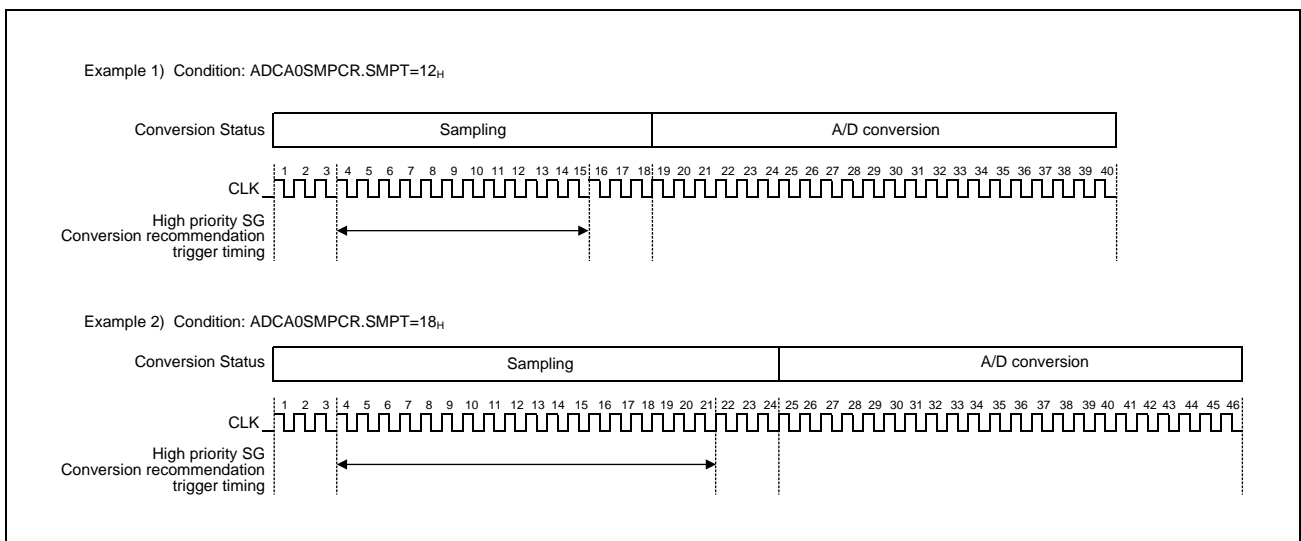 Example 1) Condition: ADCA0SMPCR.SMPT=12H
Conversion Status Sampling A/D conversion
1 2 3 4 5 6 7 8 9 10 11 12 13 14 15 16 17 18 19 20 21 22 23 24 25 26 27 28 29 30 31 32 33 34 35 36 37 38 39 40
CLK
High priority SG
Conversion recommendation
trigger timing
Example 2) Condition: ADCA0SMPCR.SMPT=18H
Conversion Status Sampling A/D conversion
1 2 3 4 5 6 7 8 9 10 11 12 13 14 15 16 17 18 19 20 21 22 23 24 25 26 27 28 29 30 31 32 33 34 35 36 37 38 39 40 41 42 43 44 45 46
CLK
High priority SG
Conversion recommendation
trigger timing